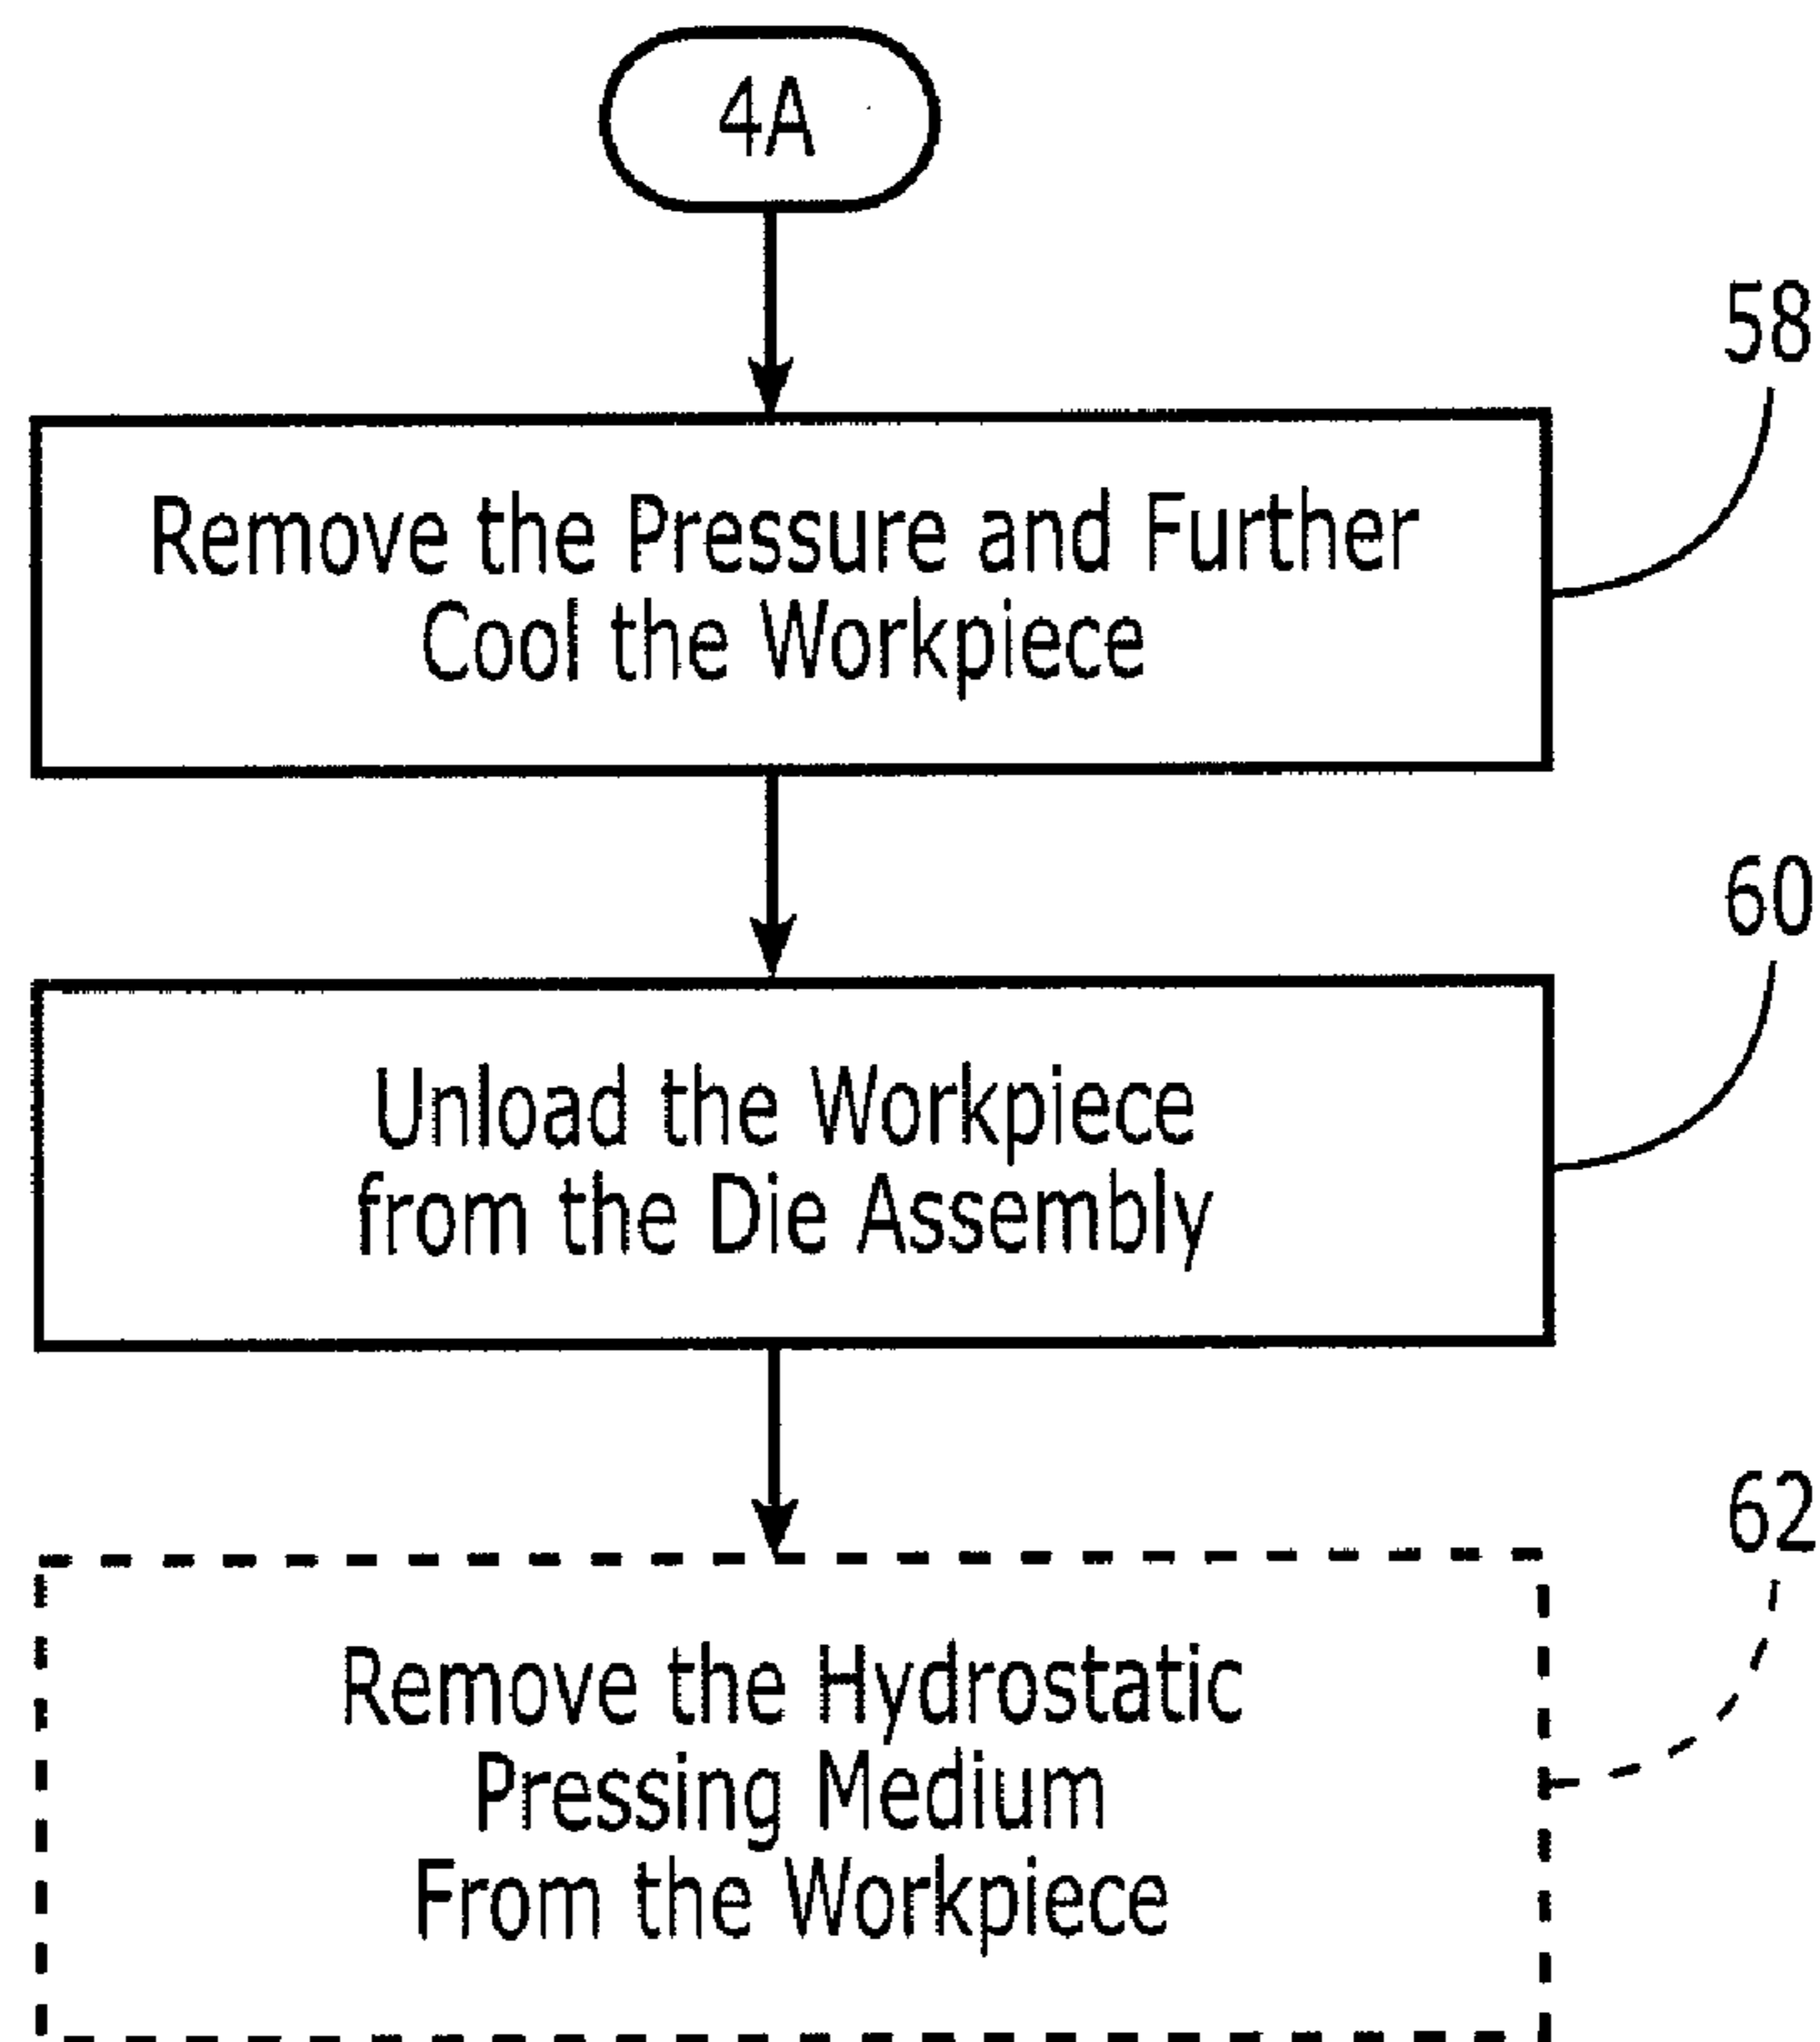 4A
58
Remove the Pressure and Further
Cool the Workpiece
60
Unload the Workpiece
from the Die Assembly
62
Remove the Hydrostatic
Pressing Medium
From the Workpiece